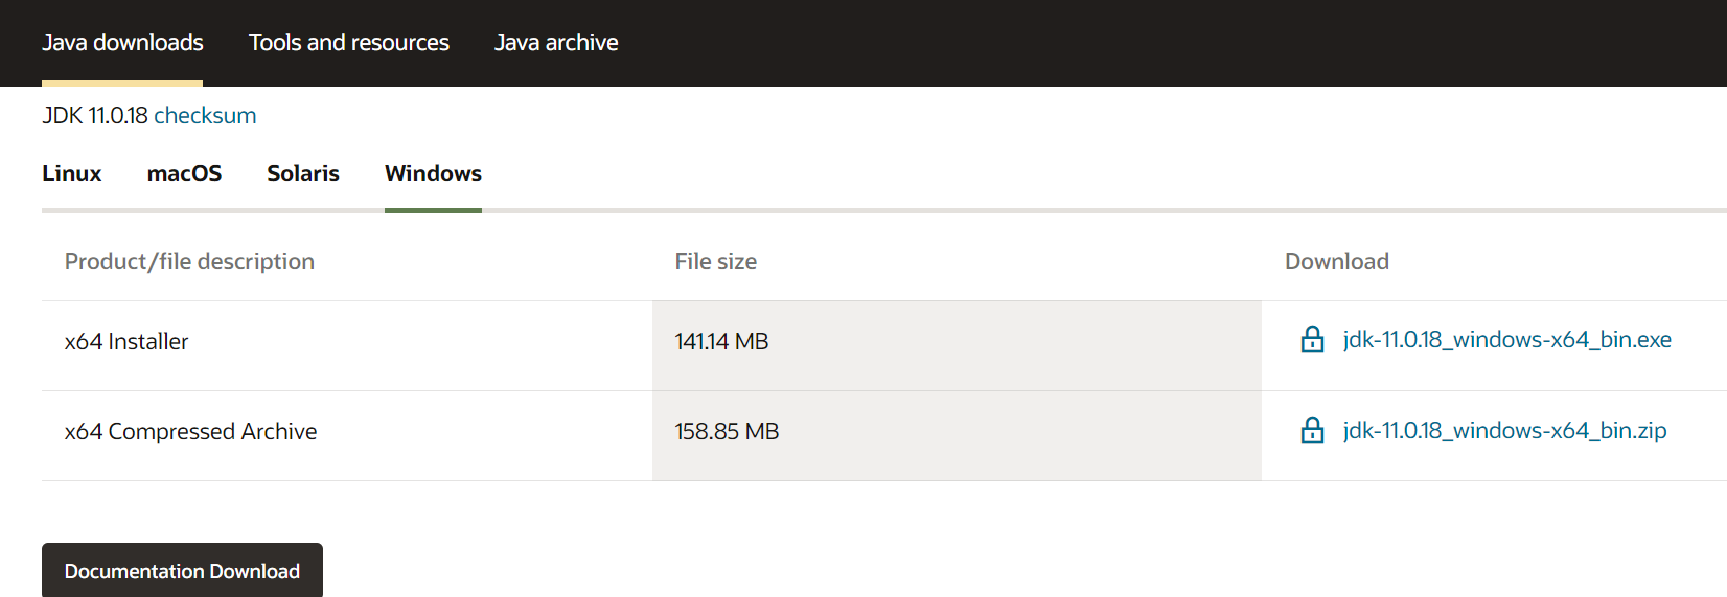 Java downloads Tools and resources Java archive
JDK 11.0.18 checksum
Linux macOS Solaris Windows
Product/file description File size Download
x64 Installer 141.14 MB jdk-11.0.18_windows-x64_bin.exe
x64 Compressed Archive 158.85 MB jdk-11.0.18_windows-x64_bin.zip
Documentation Download